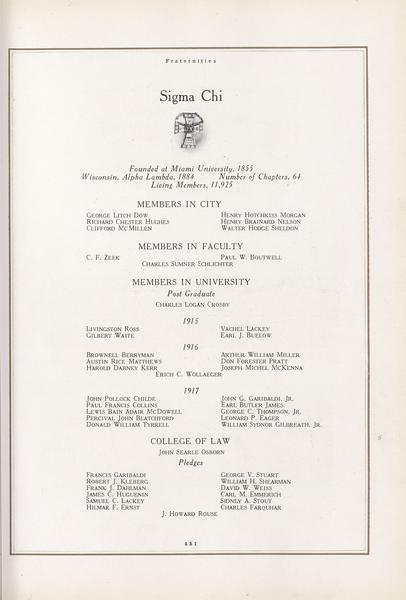 Fraternities
Sigma Chi
Founded at Miami University, 1855
Wisconsin, Alpha Lambda, 1884 Number of Chapters, 64
Living Members, 11,925
MEMBERS IN CITY
GEORGE LITCH DOW HENRY HOTCHKISS MORGAN
RICHARD CHESTER HUGHES HENRY BRAINARD NELSON
CLIFFORD MCMILLEN WALTER HODGE SHELDON
MEMBERS IN FACULTY
C. F. ZEEK PAUL W. BOUTWELL
CHARLES SUMNER SCHLICHTER
MEMBERS IN UNIVERSITY
Post Graduate
CHARLES LOGAN CROSBY
1915
LIVINGSTON ROSS VACHEL LACKEY
GILBERT WAITE EARL J. BUELOW
1916
BROWNELL BERRYMAN ARTHUR WILLIAM MILLER
AUSTIN RICE MATTHEWS DON FORESTER PRATT
HAROLD DARNEY KERR JOSEPH MICHEL MCKENNA
ERICH C. WOLLAEGER
1917
JOHN POLLOCK CHILDE JOHN G. GARIBALDI, JR.
PAUL FRANCIS COLLINS EARL BUTLER JAMES
LEWIS BAIN ADAIR MCDOWELL GEORGE C. THOMPSON, JR.
PERCIVAL JOHN BLATCHFORD LEONARD P. EAGER
DONALD WILLIAM TYRRELL WILLIAM SYDNOR GILBREATH, JR.
COLLEGE OF LAW
JOHN SEARLE OSBORN
Pledges
FRANCIS GARIBALDI GEORGE V. STUART
ROBERT J. KLEBERG WILLIAM H. SHEARMAN
FRANK J. DAHLMAN DAVID W. WEISS
JAMES C. HUGUENIN CARL M. EMMERICH
SAMUEL C. LACKEY SIDNEY A. STOUT
HILMAR F. ERNST CHARLES FARQUHAR
J. HOWARD ROUSE
481